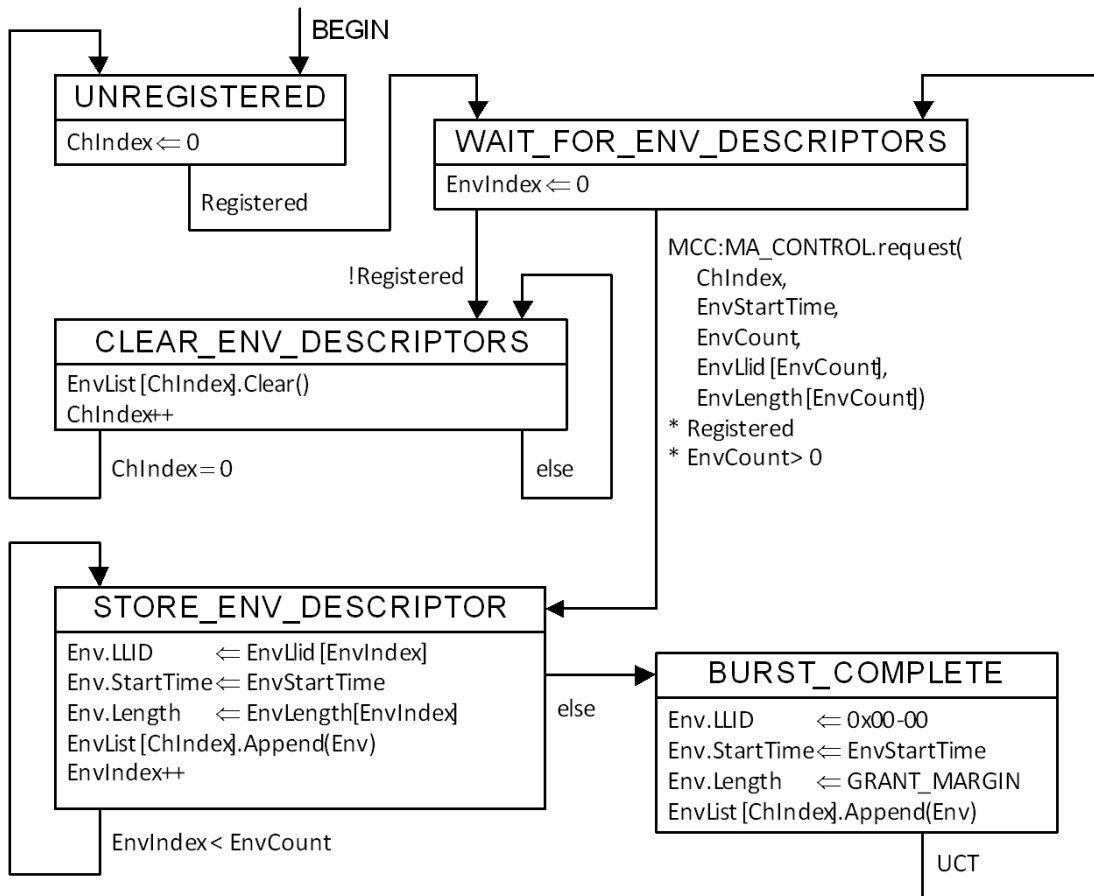 BEGIN
UNREGISTERED
ChIndex ⇐ 0
Registered
WAIT_FOR_ENV_DESCRIPTORS
EnvIndex ⇐ 0
!Registered
MCC:MA_CONTROL.request(
ChIndex,
EnvStartTime,
EnvCount,
EnvLlid[EnvCount],
EnvLength[EnvCount])
* Registered
* EnvCount > 0
CLEAR_ENV_DESCRIPTORS
EnvList[ChIndex].Clear()
ChIndex++
ChIndex = 0
else
STORE_ENV_DESCRIPTOR
Env.LLID ⇐ EnvLlid[EnvIndex]
Env.StartTime ⇐ EnvStartTime
Env.Length ⇐ EnvLength[EnvIndex]
EnvList[ChIndex].Append(Env)
EnvIndex++
EnvIndex < EnvCount
else
BURST_COMPLETE
Env.LLID ⇐ 0x00-00
Env.StartTime ⇐ EnvStartTime
Env.Length ⇐ GRANT_MARGIN
EnvList[ChIndex].Append(Env)
UCT